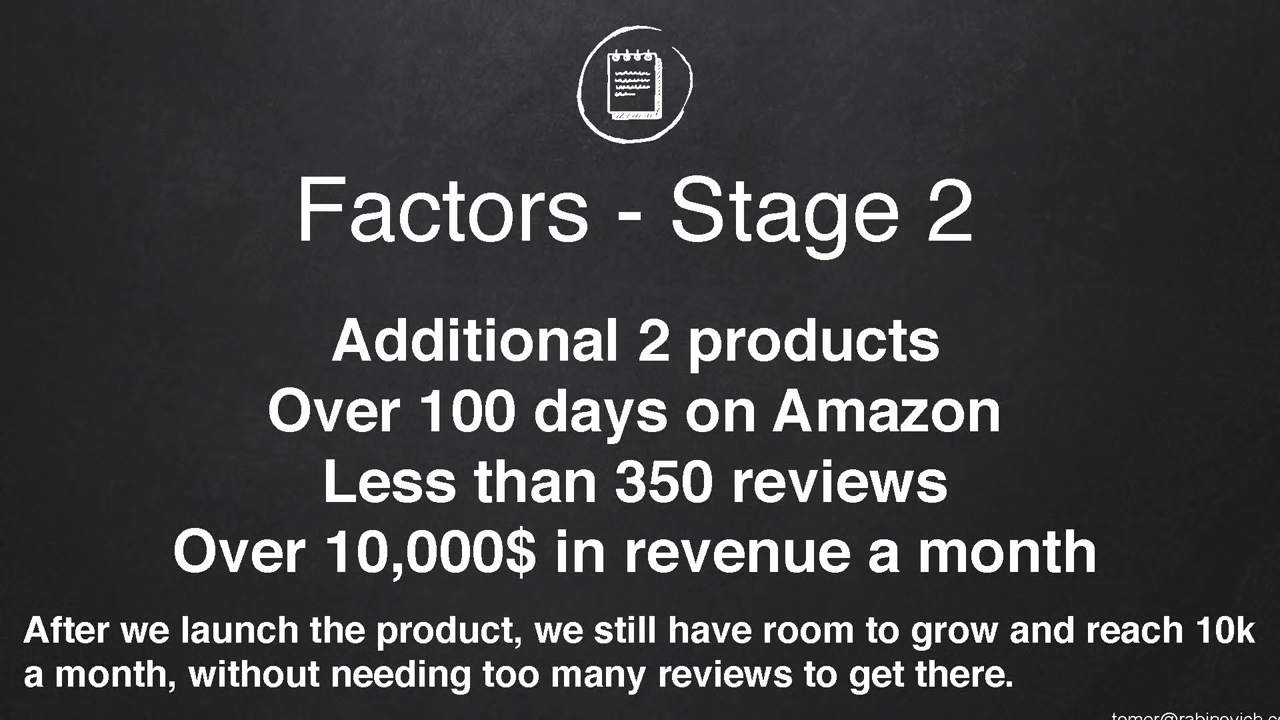 Factors - Stage 2
Additional 2 products
Over 100 days on Amazon
Less than 350 reviews
Over 10,000$ in revenue a month
After we launch the product, we still have room to grow and reach 10k
a month, without needing too many reviews to get there.